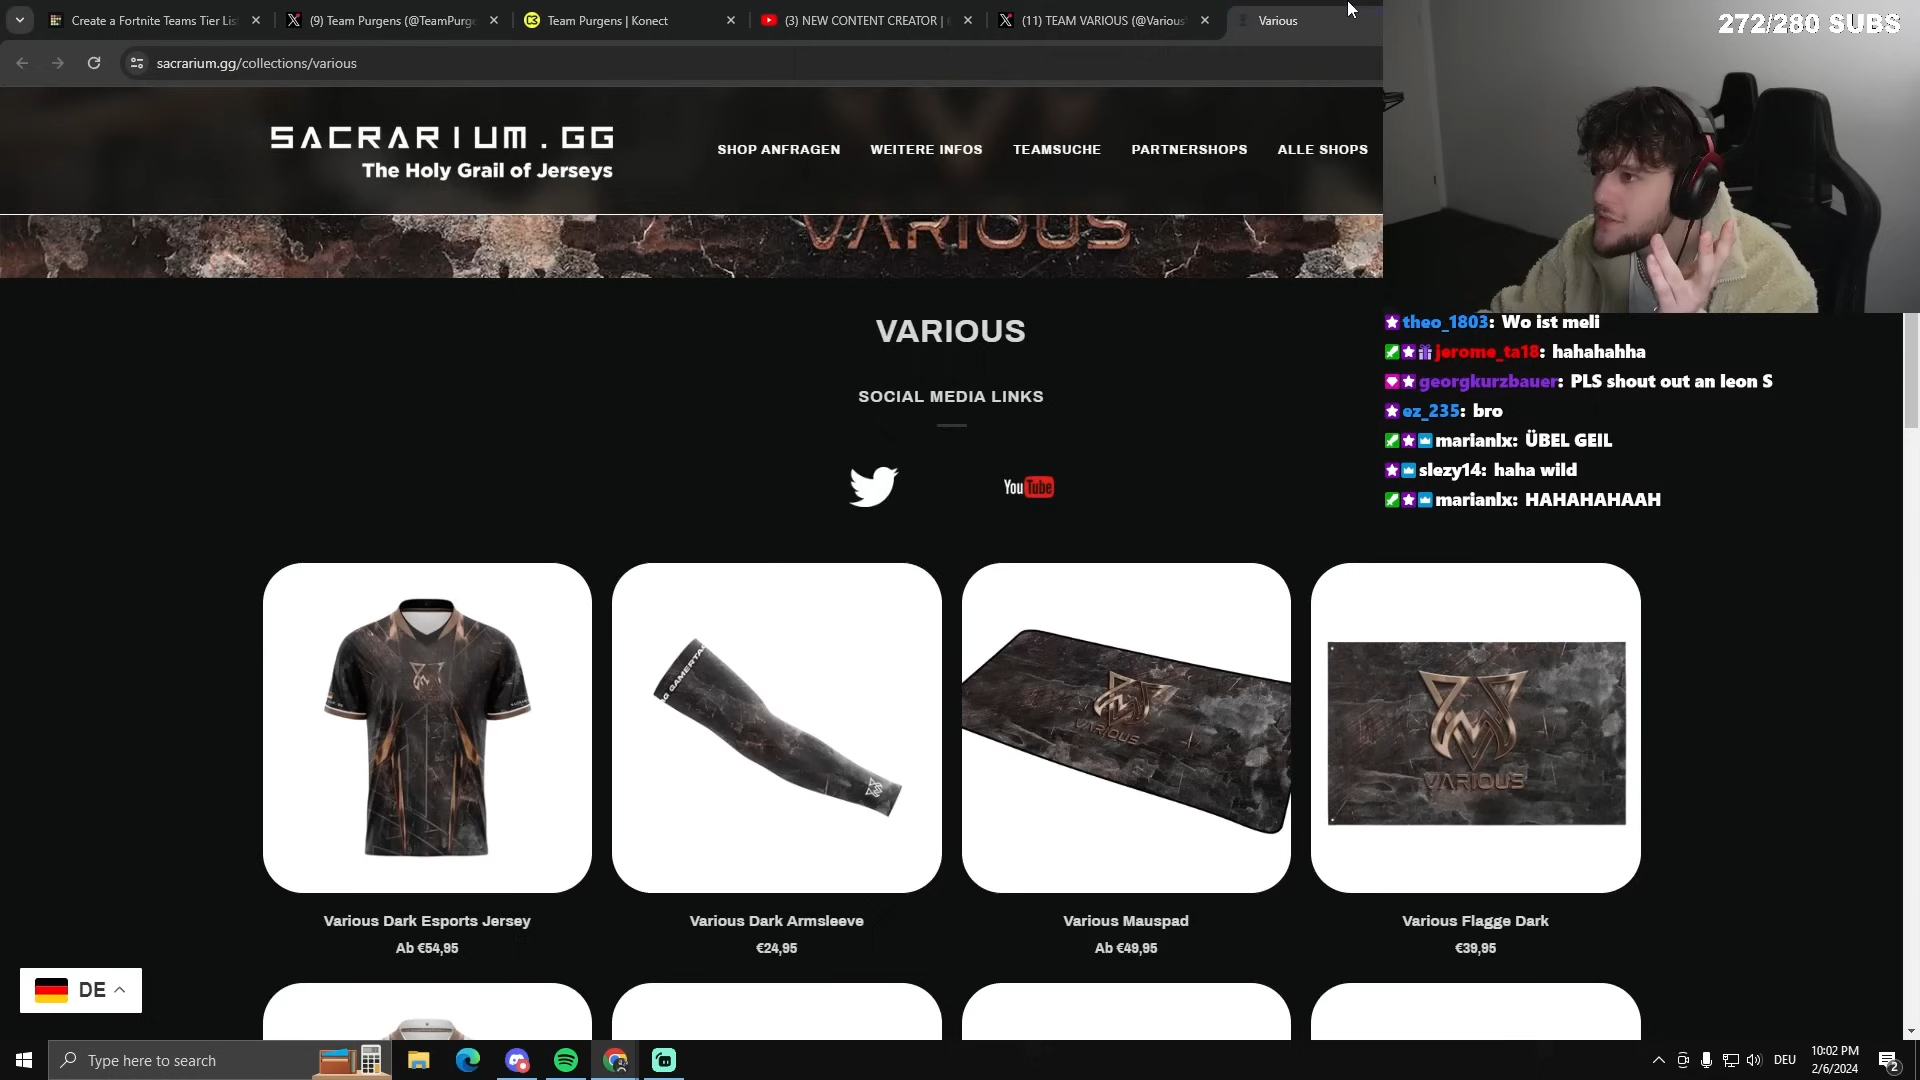 Create a Fortnite Teams Tier Lis
(9) Team Purgens (@TeamPurge
Team Purgens | Konect
(3) NEW CONTENT CREATOR |
(11) TEAM VARIOUS (@Various
Various
272/280 SUBS
sacrarium.gg/collections/various
SACRARIUM.GG
The Holy Grail of Jerseys
SHOP ANFRAGEN
WEITERE INFOS
TEAMSUCHE
PARTNERSHOPS
ALLE SHOPS
VARIOUS
VARIOUS
SOCIAL MEDIA LINKS
YouTube
theo_1803: Wo ist meli
jerome_ta18: hahahahha
georgkurzbauer: PLS shout out an leon S
ez_235: bro
marianlx: ÜBEL GEIL
slezy14: haha wild
marianlx: HAHAHAHAAH
VARIOUS
VARIOUS
Various Dark Esports Jersey
Ab €54,95
Various Dark Armsleeve
€24,95
Various Mauspad
Ab €49,95
Various Flagge Dark
€39,95
DE
Type here to search
DEU
10:02 PM
2/6/2024
2